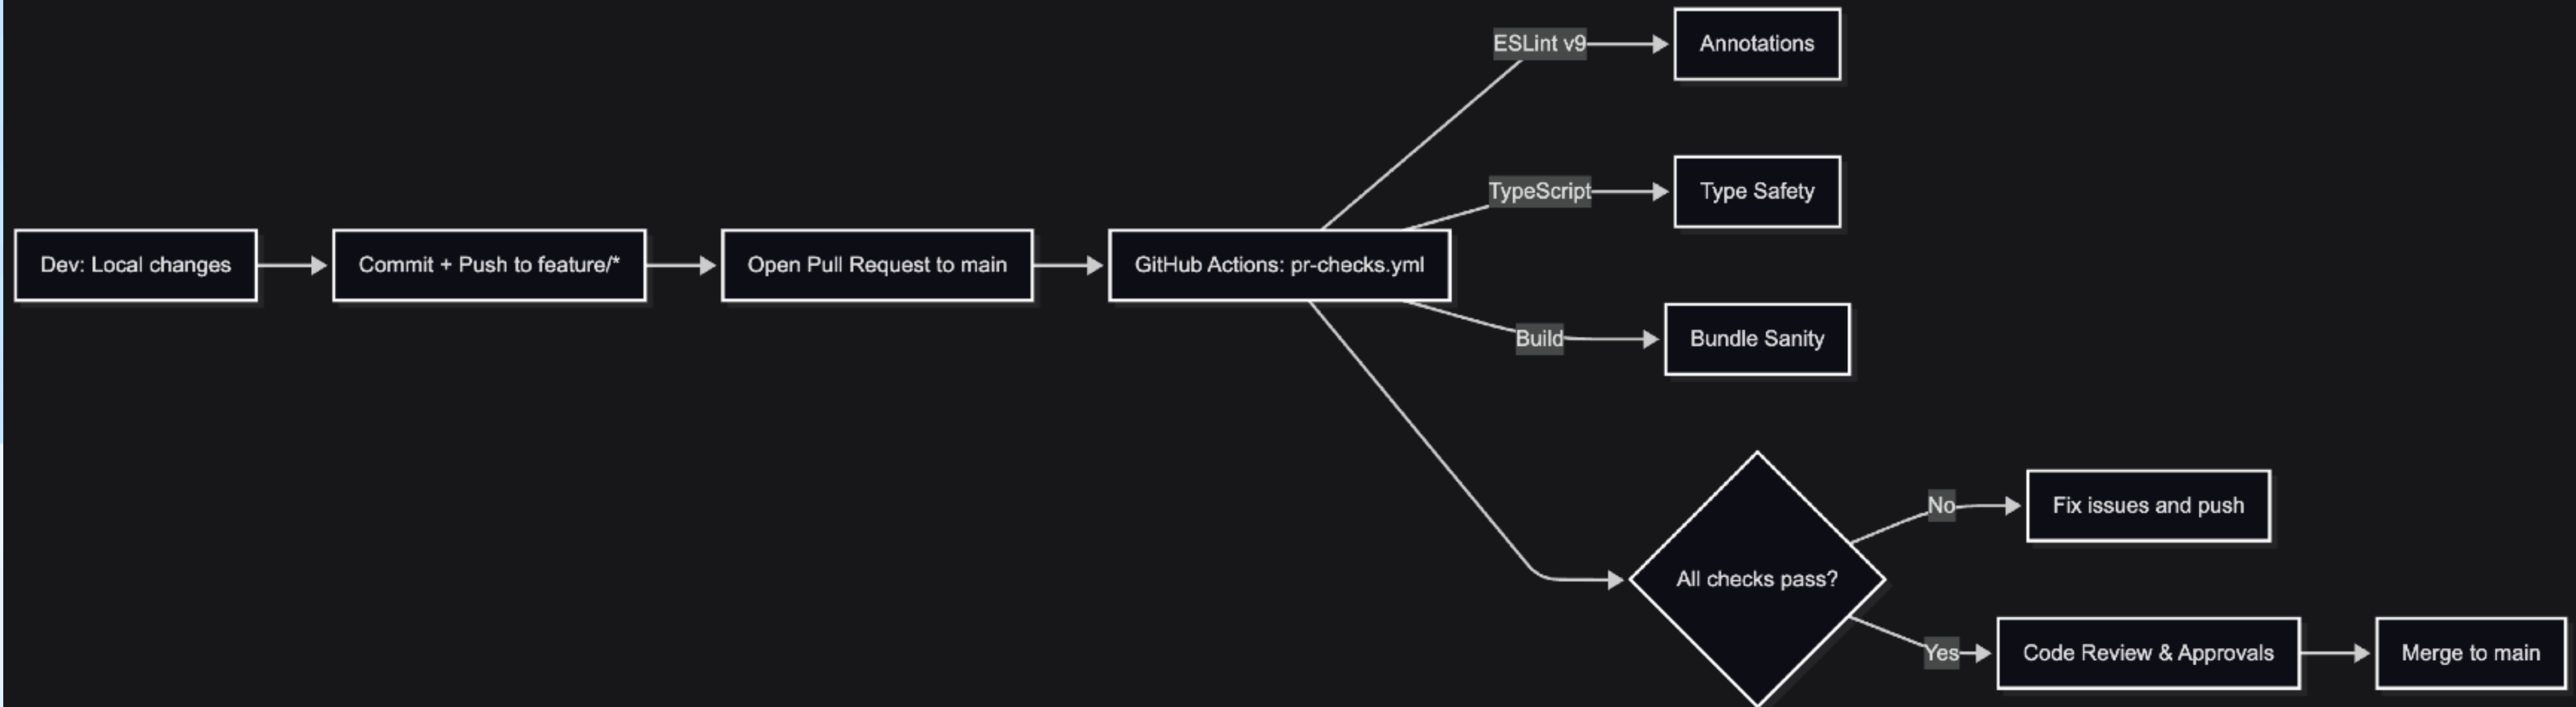 Dev: Local changes
Commit + Push to feature/*
Open Pull Request to main
GitHub Actions: pr-checks.yml
ESLint v9
Annotations
TypeScript
Type Safety
Build
Bundle Sanity
All checks pass?
No
Fix issues and push
Yes
Code Review & Approvals
Merge to main